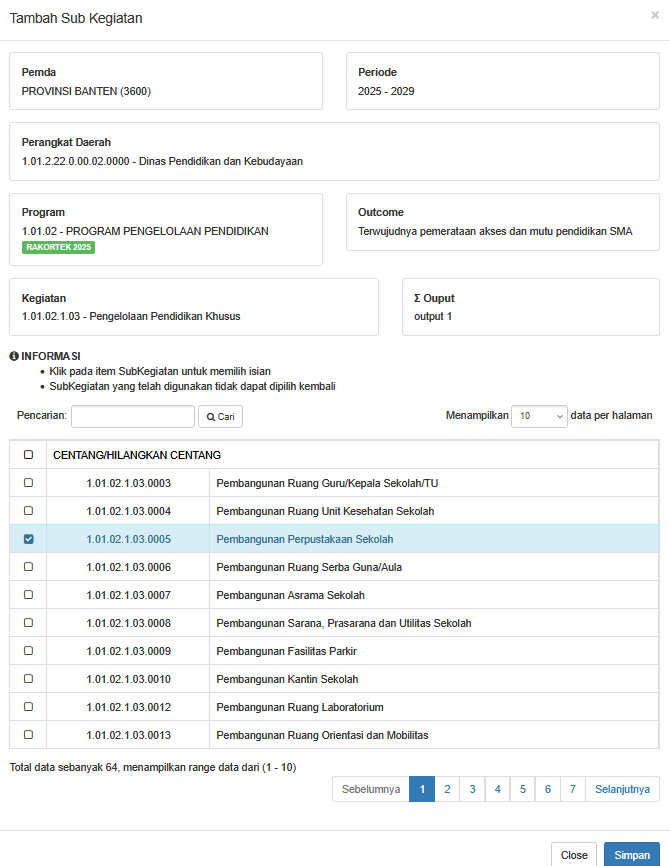 Tambah Sub Kegiatan
×
Pemda
PROVINSI BANTEN (3600)
Periode
2025 - 2029
Perangkat Daerah
1.01.2.22.0.00.02.0000 - Dinas Pendidikan dan Kebudayaan
Program
1.01.02 - PROGRAM PENGELOLAAN PENDIDIKAN
RAKORTEK 2025
Outcome
Terwujudnya pemerataan akses dan mutu pendidikan SMA
Kegiatan
1.01.02.1.03 - Pengelolaan Pendidikan Khusus
Σ Ouput
output 1
INFORMASI
• Klik pada item SubKegiatan untuk memilih isian
• SubKegiatan yang telah digunakan tidak dapat dipilih kembali
Pencarian: Cari Menampilkan 10 data per halaman
CENTANG/HILANGKAN CENTANG
1.01.02.1.03.0003 Pembangunan Ruang Guru/Kepala Sekolah/TU
1.01.02.1.03.0004 Pembangunan Ruang Unit Kesehatan Sekolah
1.01.02.1.03.0005 Pembangunan Perpustakaan Sekolah
1.01.02.1.03.0006 Pembangunan Ruang Serba Guna/Aula
1.01.02.1.03.0007 Pembangunan Asrama Sekolah
1.01.02.1.03.0008 Pembangunan Sarana, Prasarana dan Utilitas Sekolah
1.01.02.1.03.0009 Pembangunan Fasilitas Parkir
1.01.02.1.03.0010 Pembangunan Kantin Sekolah
1.01.02.1.03.0012 Pembangunan Ruang Laboratorium
1.01.02.1.03.0013 Pembangunan Ruang Orientasi dan Mobilitas
Total data sebanyak 64, menampilkan range data dari (1 - 10)
Sebelumnya 1 2 3 4 5 6 7 Selanjutnya
Close Simpan